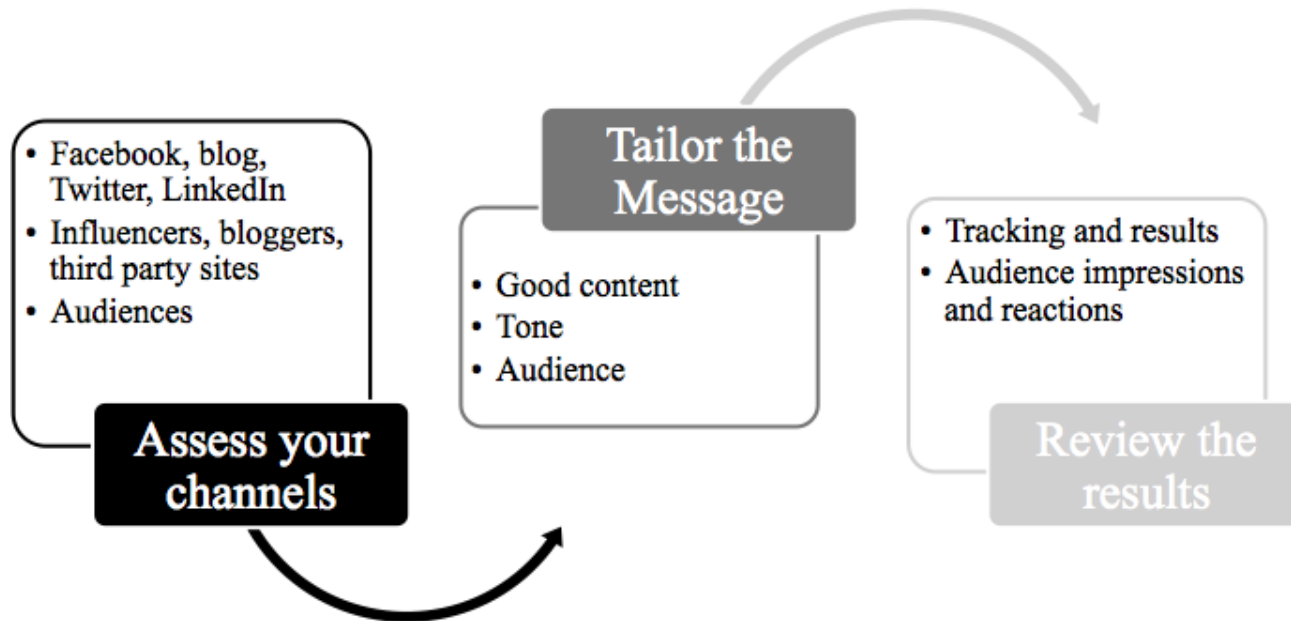 • Facebook, blog,
Twitter, LinkedIn
• Influencers, bloggers,
third party sites
• Audiences
Assess your
channels
Tailor the
Message
• Good content
• Tone
• Audience
• Tracking and results
• Audience impressions
and reactions
Review the
results